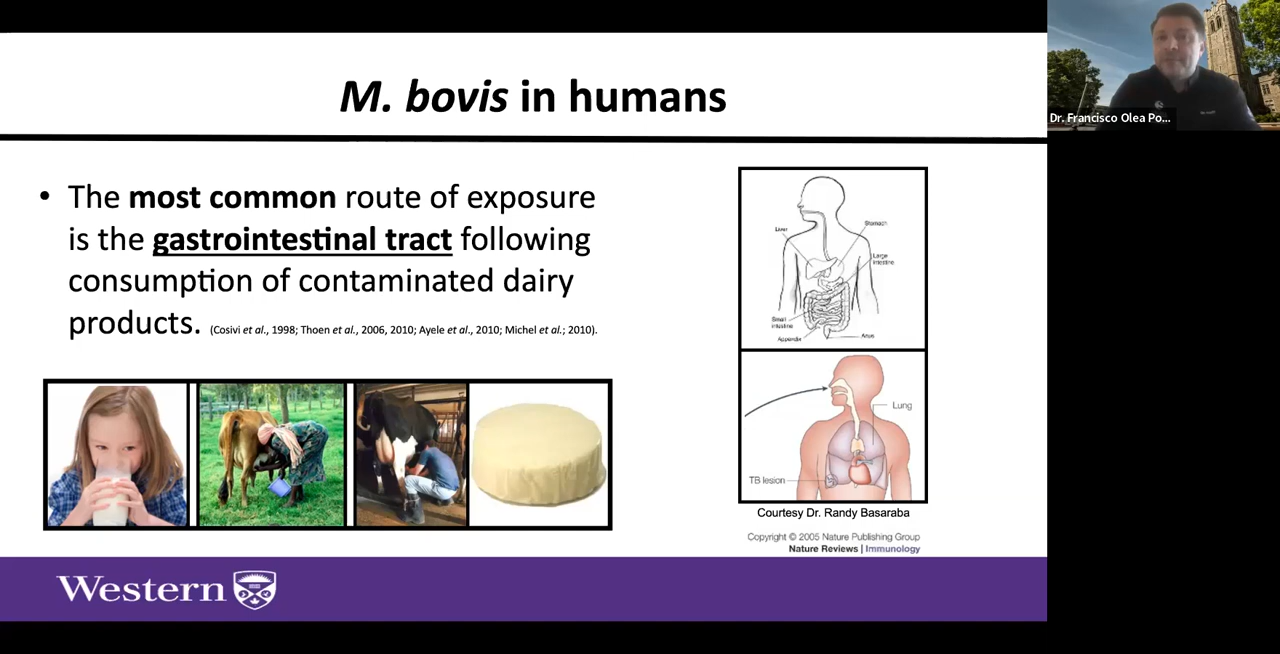 M. bovis in humans
Dr. Francisco Olea Po...
• The most common route of exposure
is the gastrointestinal tract following
consumption of contaminated dairy
products. (Cosivi et al., 1998; Thoen et al., 2006, 2010; Ayele et al., 2010; Michel et al.; 2010).
Liver
Stomach
Large
intestine
Small
intestine
Appendix
Anus
Lung
TB lesion
Courtesy Dr. Randy Basaraba
Copyright © 2005 Nature Publishing Group
Nature Reviews | Immunology
Western